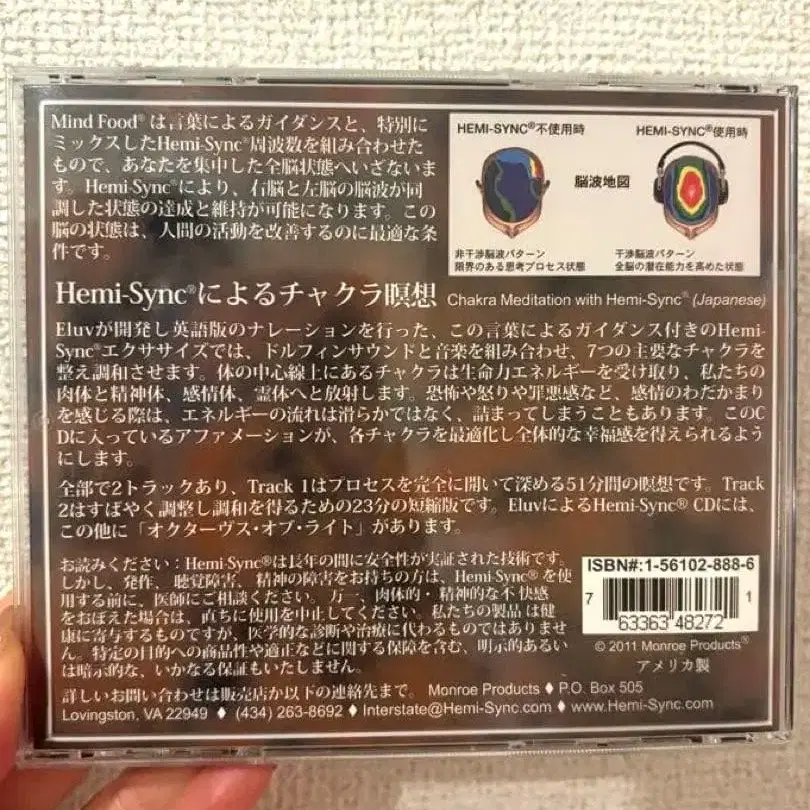 Mind Food® は言葉によるガイダンスと、特別に
ミックスしたHemi-Sync®周波数を組み合わせた
もので、あなたを集中した全脳状態へいざないま
す。Hemi-Sync®により、右脳と左脳の脳波が同
調した状態の達成と維持が可能になります。この
脳の状態は、人間の活動を改善するのに最適な条
件です。
HEMI-SYNC®不使用時
HEMI-SYNC®使用時
脳波地図
非干渉脳波パターン
限界のある思考プロセス状態
干渉脳波パターン
全脳の潜在能力を高めた状態
Hemi-Sync®によるチャクラ瞑想 Chakra Meditation with Hemi-Sync® (Japanese)
Eluvが開発し英語版のナレーションを行った、この言葉によるガイダンス付きのHemi-
Sync®エクササイズでは、ドルフィンサウンドと音楽を組み合わせ、7つの主要なチャクラを
整え調和させます。体の中心線上にあるチャクラは生命力エネルギーを受け取り、私たちの
肉体と精神体、感情体、霊体へと放射します。恐怖や怒りや罪悪感など、感情のわだかまり
を感じる際は、エネルギーの流れは滑らかではなく、詰まってしまうこともあります。このC
Dに入っているアファメーションが、各チャクラを最適化し全体的な幸福感を得えられるよう
にします。
全部で2トラックあり、Track 1はプロセスを完全に開いて深める51分間の瞑想です。Track
2はすばやく調整し調和を得るための23分の短縮版です。EluvによるHemi-Sync® CDには、
この他に「オクターヴス・オブ・ライト」があります。
お読みください：Hemi-Sync®は長年の間に安全性が実証された技術です。
しかし、発作、聴覚障害、精神の障害をお持ちの方は、Hemi-Sync® を使
用する前に、医師にご相談ください。万一、肉体的・精神的な不 快感
をおぼえた場合は、直ちに使用を中止してください。私たちの製品 は健
康に寄与するものですが、医学的な診断や治療に代わるものではありませ
ん。特定の目的への商品性や適正などに関する保障を含む、明示的あるい
は暗示的な、いかなる保証もいたしません。
ISBN#:1-56102-888-6
7 63363 48272 1
© 2011 Monroe Products®
アメリカ製
詳しいお問い合わせは販売店か以下の連絡先まで。 Monroe Products ♦ P.O. Box 505
Lovingston, VA 22949 ♦ (434) 263-8692 ♦ Interstate@Hemi-Sync.com ♦ www.Hemi-Sync.com